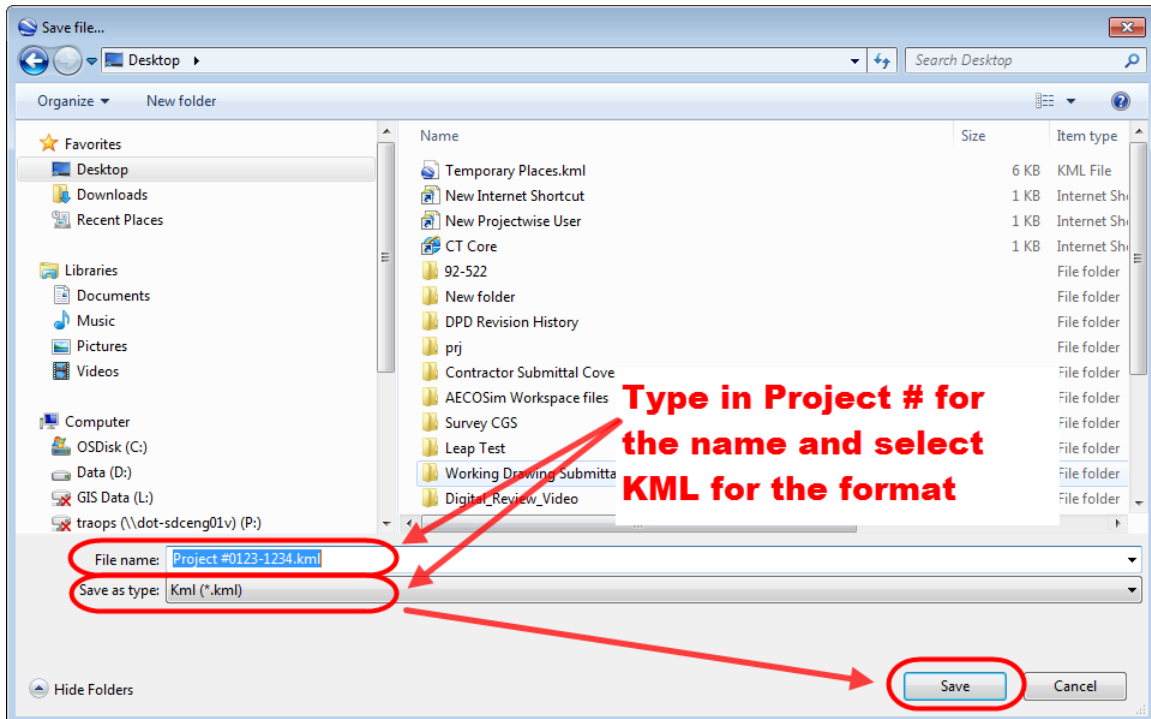 Save file...
Desktop
Search Desktop
Organize
New folder
Favorites
Desktop
Downloads
Recent Places
Libraries
Documents
Music
Pictures
Videos
Computer
OSDisk (C:)
Data (D:)
GIS Data (L:)
traops (\\dot-sdceng01v) (P:)
Name Size Item type
Temporary Places.kml 6 KB KML File
New Internet Shortcut 1 KB Internet Sh
New Projectwise User 1 KB Internet Sh
CT Core 1 KB Internet Sh
92-522 File folder
New folder File folder
DPD Revision History File folder
prj File folder
Contractor Submittal Cove File folder
AECOSim Workspace files File folder
Survey CGS File folder
Leap Test File folder
Working Drawing Submitta File folder
Digital_Review_Video File folder
Type in Project # for
the name and select
KML for the format
File name: Project #0123-1234.kml
Save as type: Kml (*.kml)
Hide Folders
Save
Cancel